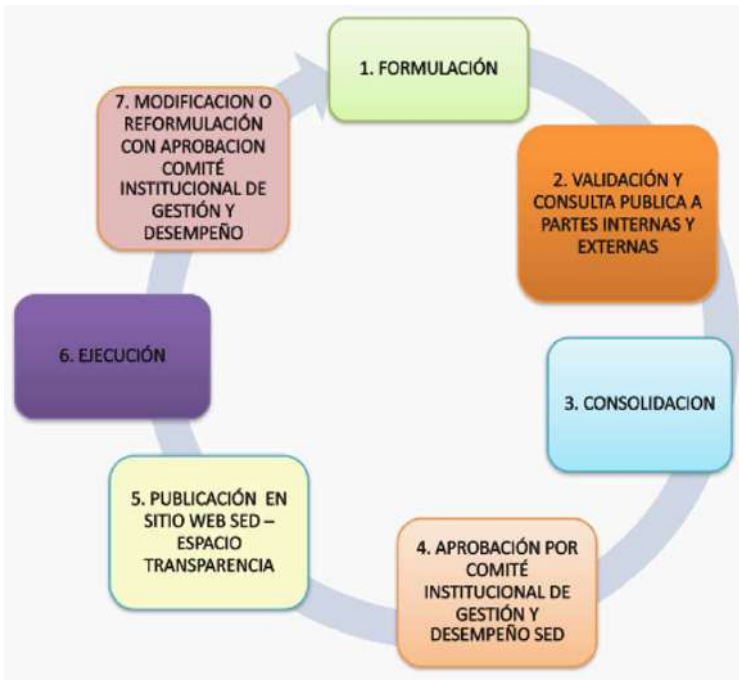 1. FORMULACIÓN
2. VALIDACIÓN Y
CONSULTA PUBLICA A
PARTES INTERNAS Y
EXTERNAS
3. CONSOLIDACION
4. APROBACIÓN POR
COMITÉ
INSTITUCIONAL DE
GESTIÓN Y
DESEMPEÑO SED
5. PUBLICACIÓN EN
SITIO WEB SED –
ESPACIO
TRANSPARENCIA
6. EJECUCIÓN
7. MODIFICACION O
REFORMULACIÓN
CON APROBACION
COMITÉ
INSTITUCIONAL DE
GESTIÓN Y
DESEMPEÑO